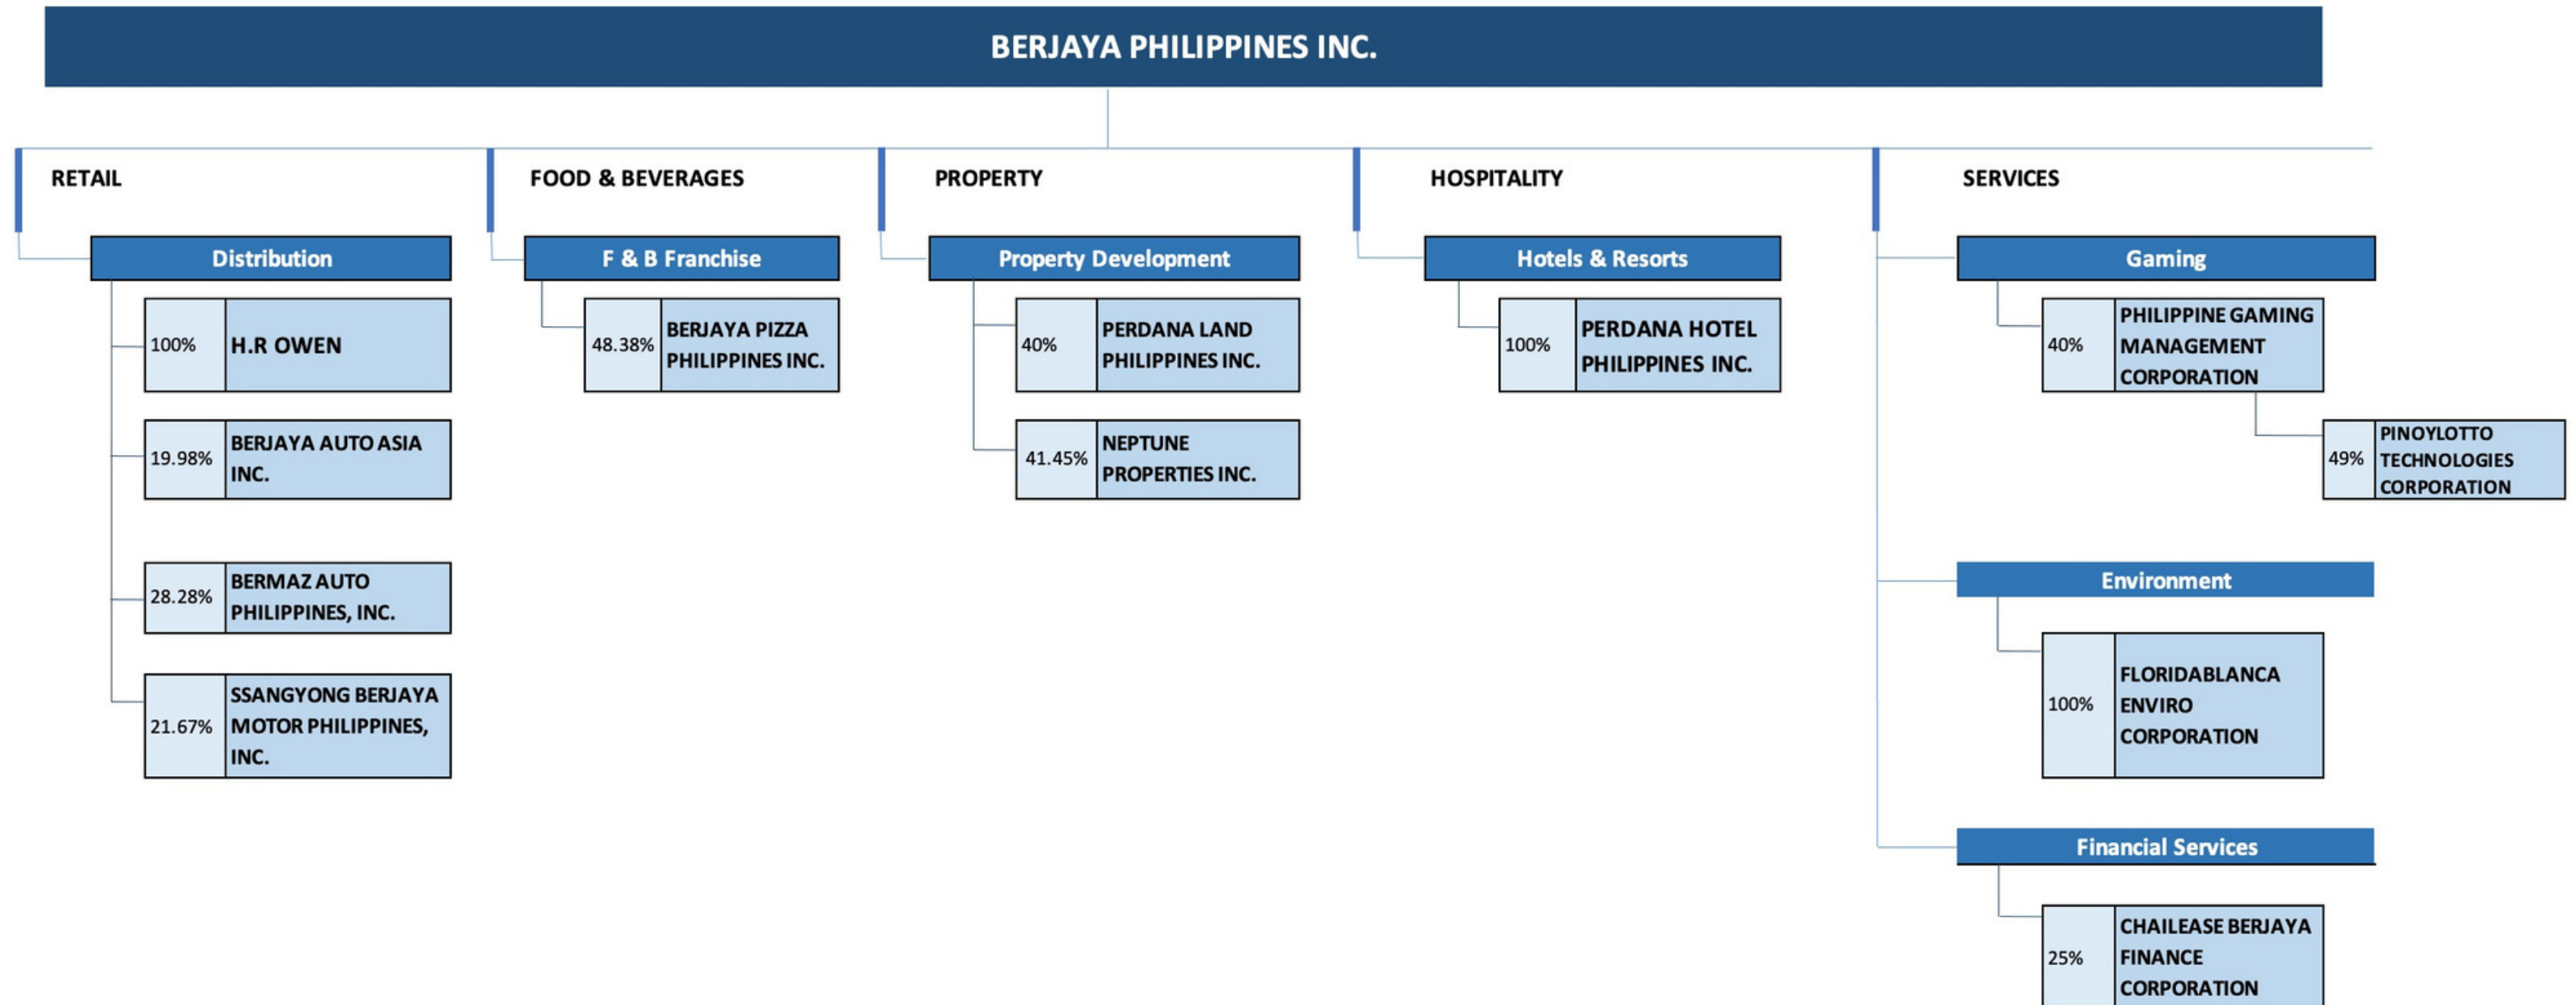 BERJAYA PHILIPPINES INC.
RETAIL
Distribution
100%
H.R OWEN
19.98%
BERJAYA AUTO ASIA
INC.
28.28%
BERMAZ AUTO
PHILIPPINES, INC.
21.67%
SSANGYONG BERJAYA
MOTOR PHILIPPINES,
INC.
FOOD & BEVERAGES
F & B Franchise
48.38%
BERJAYA PIZZA
PHILIPPINES INC.
PROPERTY
Property Development
40%
PERDANA LAND
PHILIPPINES INC.
41.45%
NEPTUNE
PROPERTIES INC.
HOSPITALITY
Hotels & Resorts
100%
PERDANA HOTEL
PHILIPPINES INC.
SERVICES
Gaming
40%
PHILIPPINE GAMING
MANAGEMENT
CORPORATION
49%
PINOYLOTTO
TECHNOLOGIES
CORPORATION
Environment
100%
FLORIDABLANCA
ENVIRO
CORPORATION
Financial Services
25%
CHAILEASE BERJAYA
FINANCE
CORPORATION